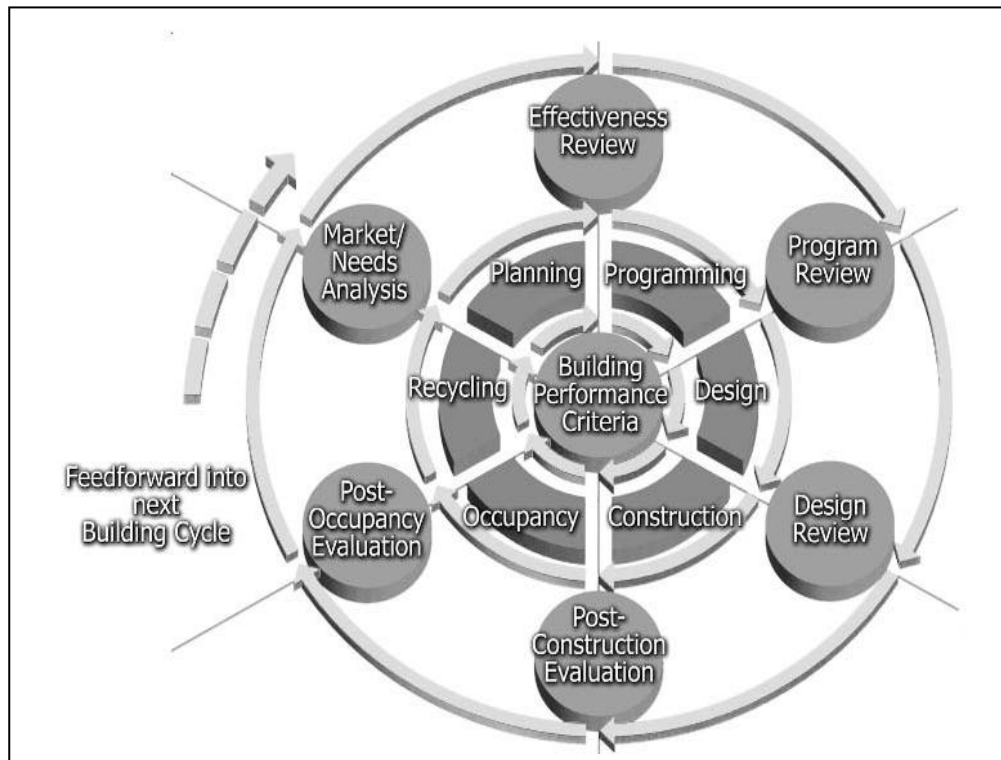 Effectiveness
Review
Market/
Needs
Analysis
Program
Review
Planning
Programming
Recycling
Building
Performance
Criteria
Design
Feedforward into
next
Building Cycle
Post-
Occupancy
Evaluation
Occupancy
Construction
Design
Review
Post-
Construction
Evaluation